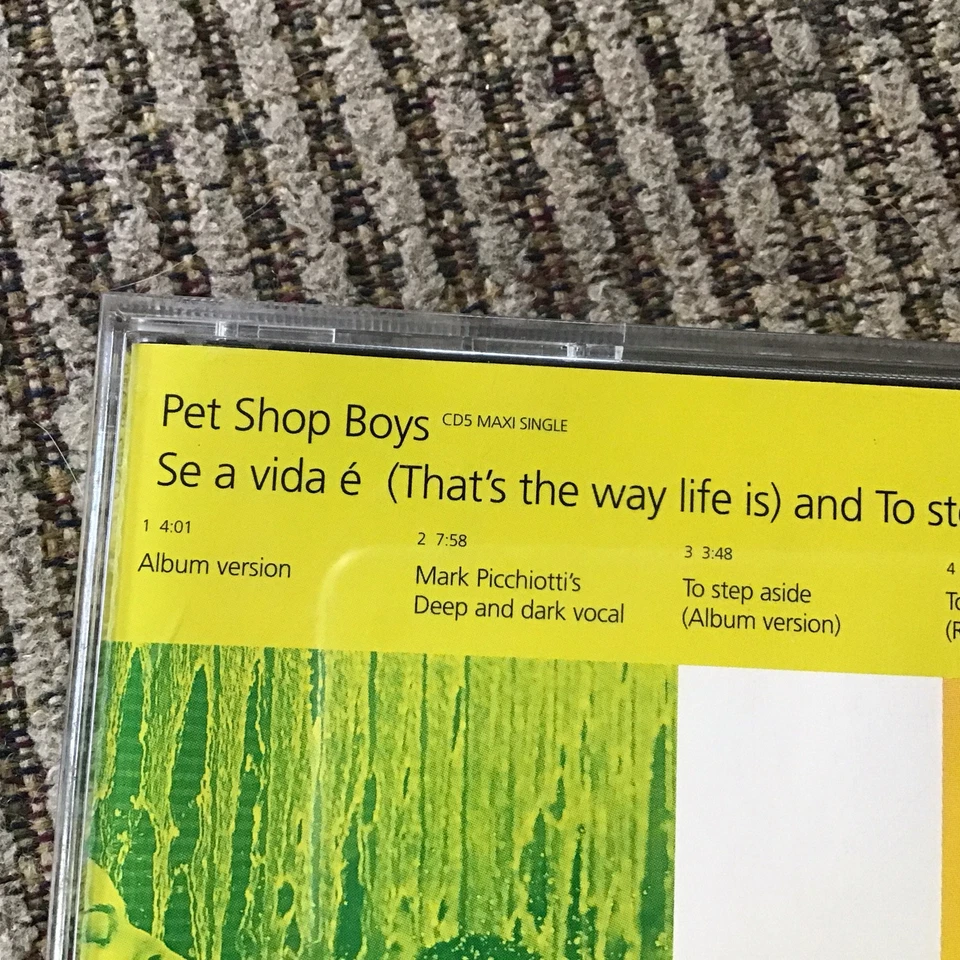 Pet Shop Boys CD5 MAXI SINGLE
Se a vida é (That's the way life is) and To
1 4:01
Album version
2 7:58
Mark Picchiotti's
Deep and dark vocal
3 3:48
To step aside
(Album version)
4